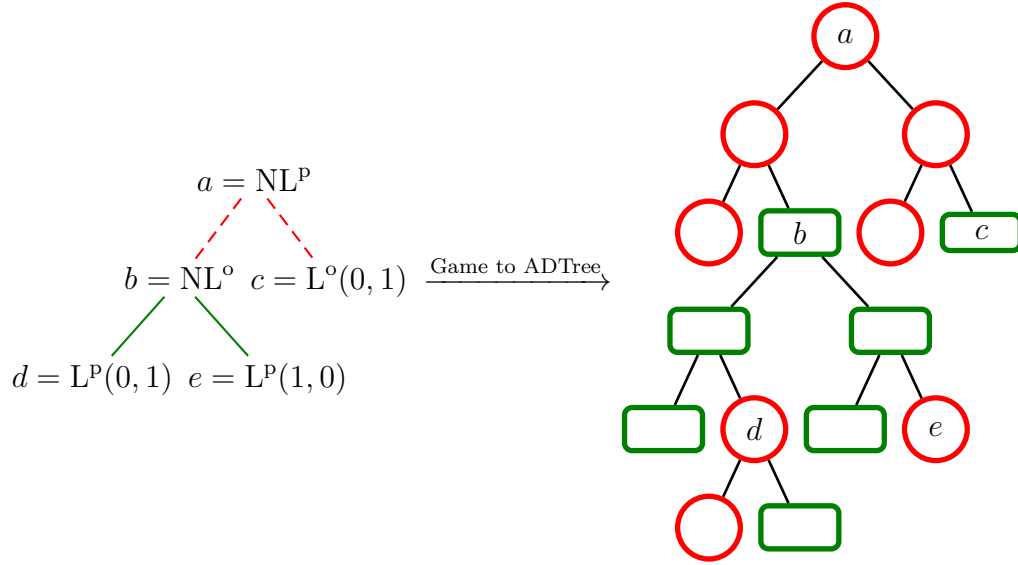 a = NLᵖ
b = NLᵒ c = Lᵒ(0, 1)
d = Lᵖ(0, 1) e = Lᵖ(1, 0)
Game to ADTree
a
b
c
d
e